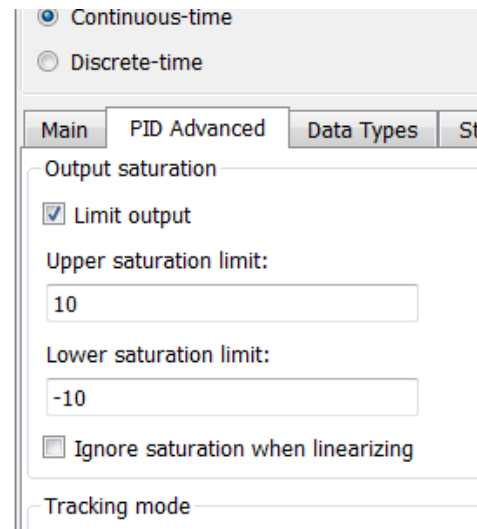 Continuous-time
Discrete-time
Main PID Advanced Data Types St
Output saturation
Limit output
Upper saturation limit:
10
Lower saturation limit:
-10
Ignore saturation when linearizing
Tracking mode